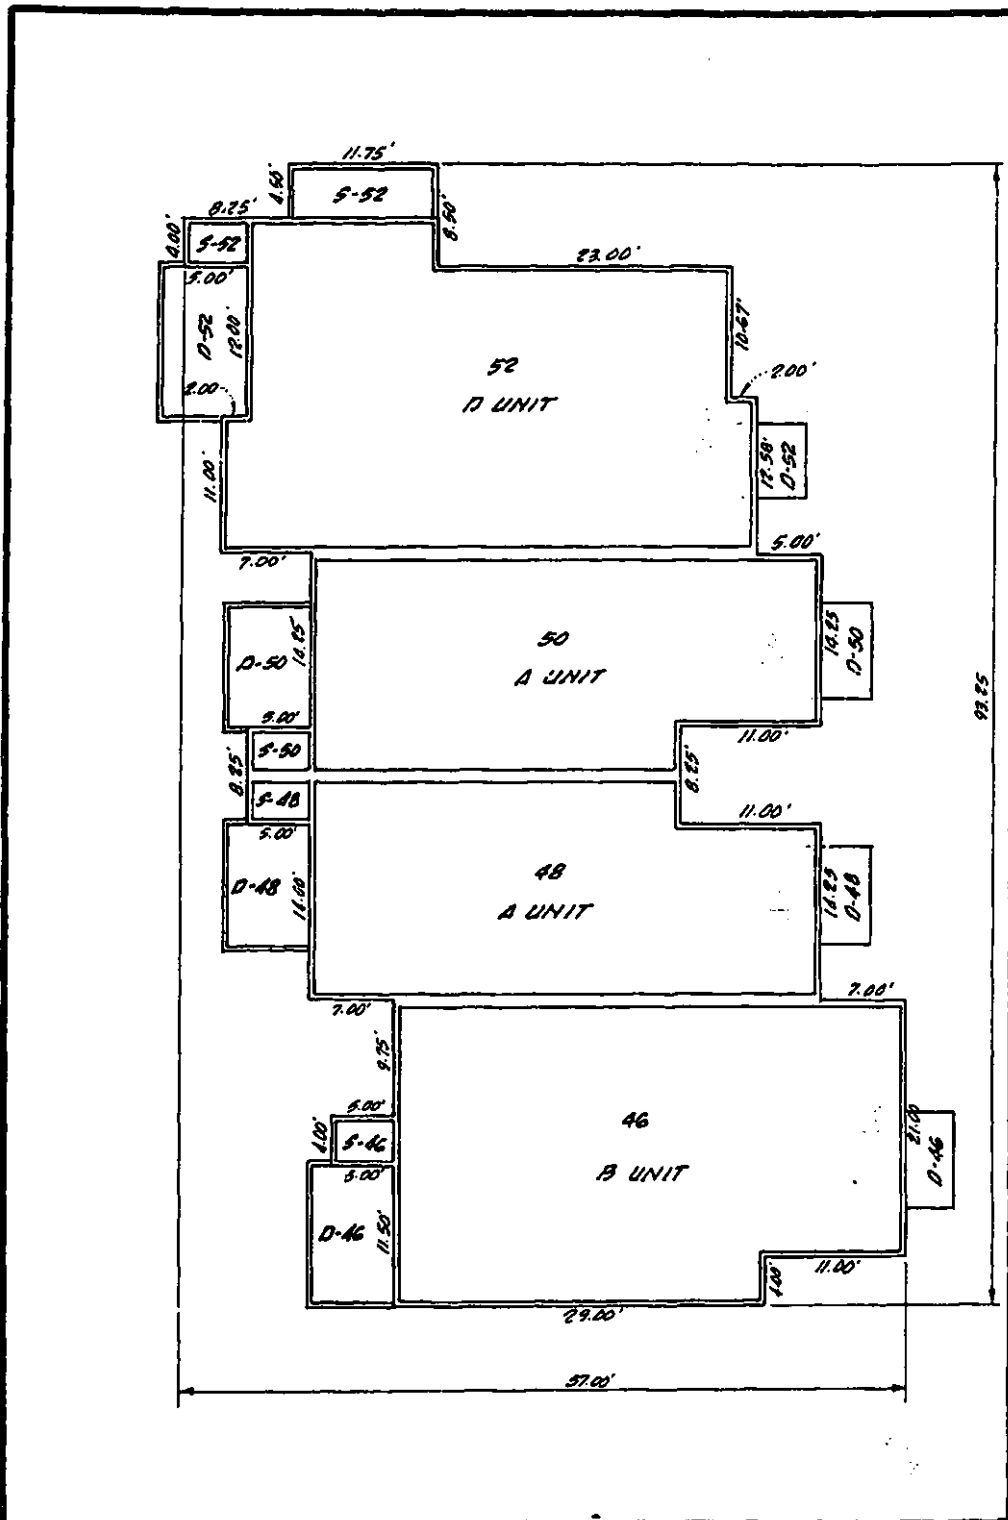 11.75'
4.50'
S-52
8.25'
8.50'
4.00'
S-52
23.00'
5.00'
D-52
12.00'
10.67'
52
D UNIT
2.00'
2.00
12.58'
D-52
11.00'
5.00'
7.00'
14.25'
D-50
50
A UNIT
14.25
D-50
5.00'
S-50
11.00'
8.25'
8.25'
93.25
S-48
5.00'
11.00'
48
A UNIT
D-48
14.25
D-48
7.00'
7.00'
9.75'
5.00'
4.00'
S-46
5.00'
46
B UNIT
21.00
D-46
D-46
11.50'
11.00'
4.00'
29.00'
57.00'